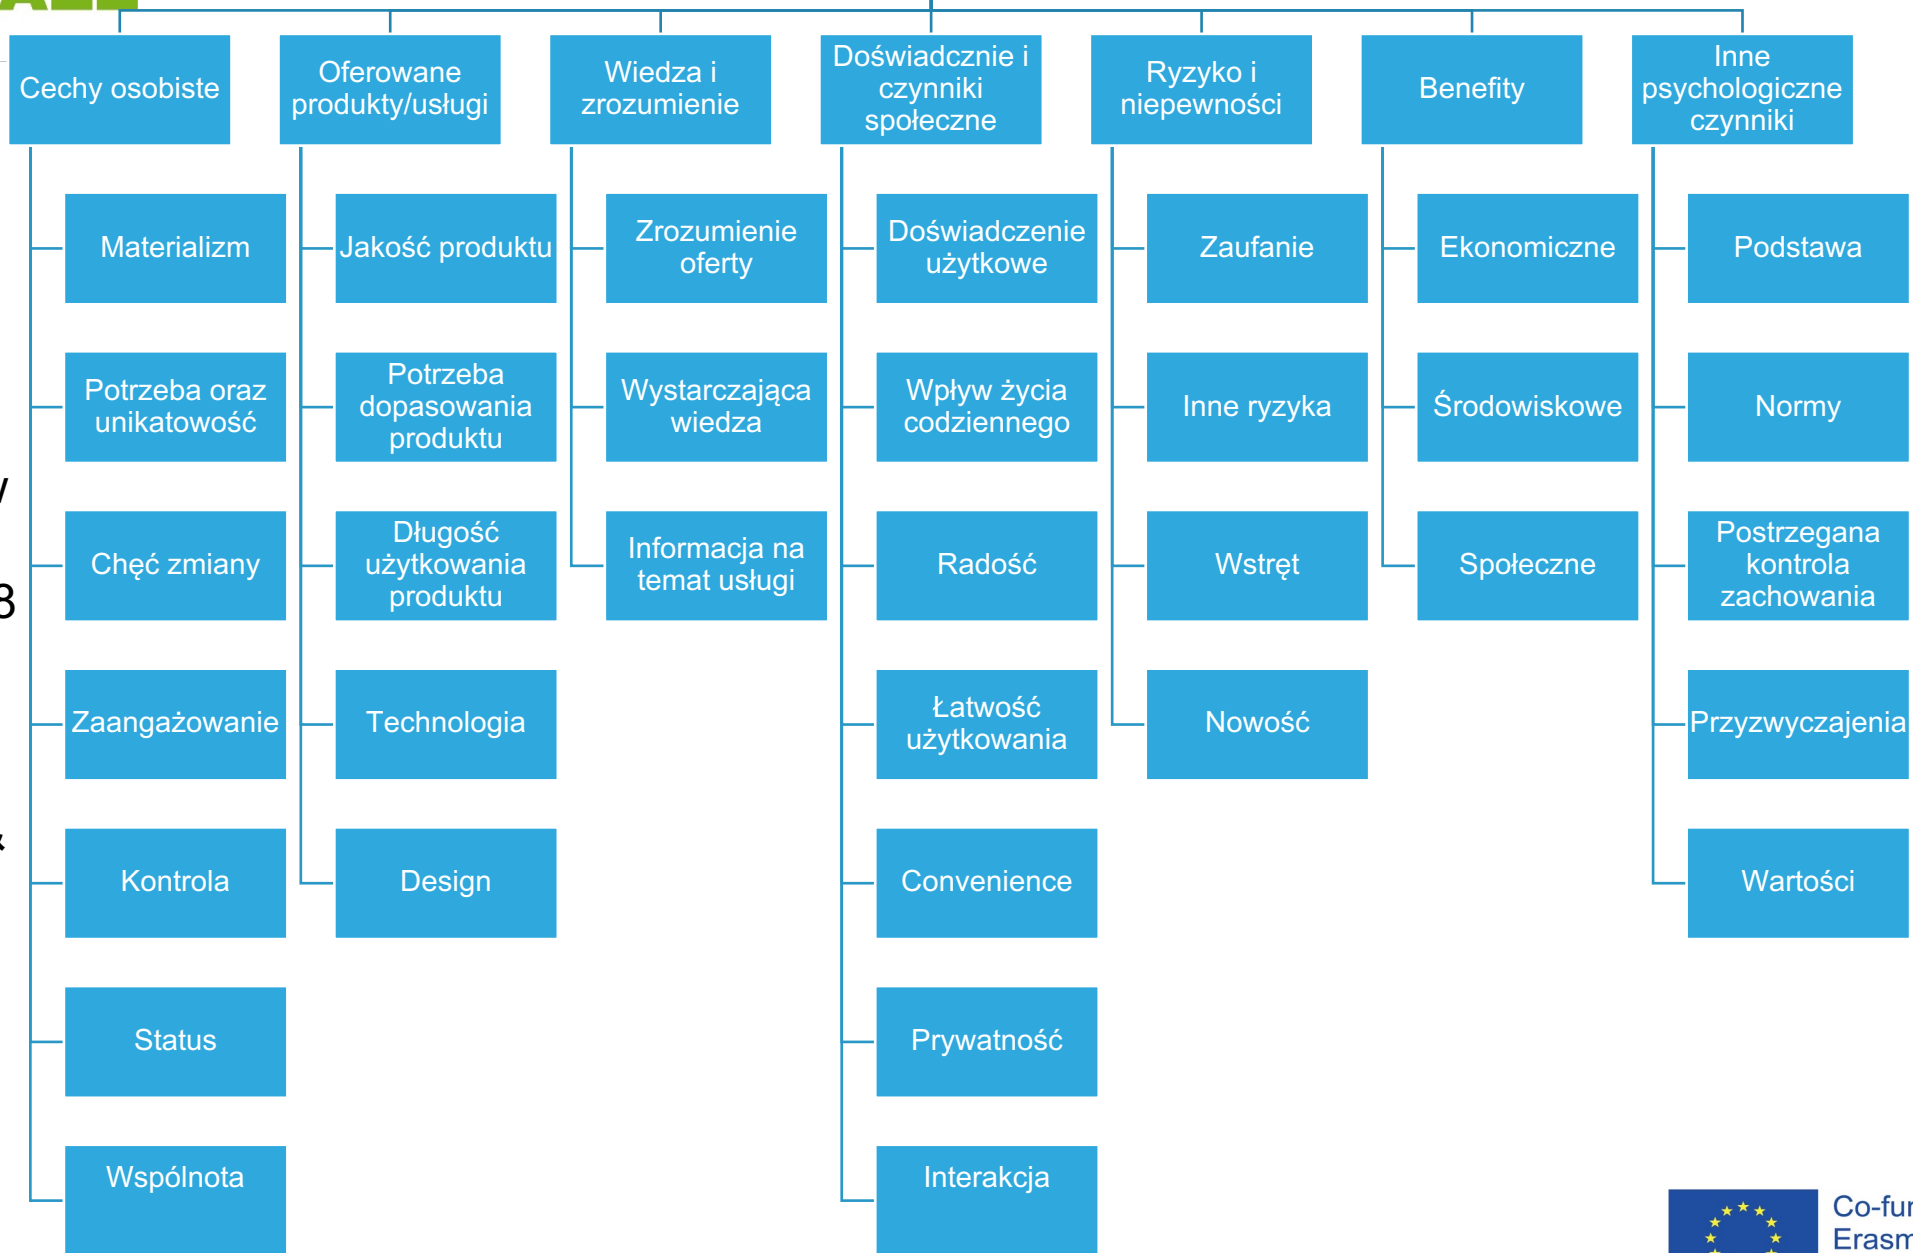 Cechy osobiste
Materializm
Potrzeba oraz
unikatowość
Chęć zmiany
Zaangażowanie
Kontrola
Status
Wspólnota
Oferowane
produkty/usługi
Jakość produktu
Potrzeba
dopasowania
produktu
Długość
użytkowania
produktu
Technologia
Design
Wiedza i
zrozumienie
Zrozumienie
oferty
Wystarczająca
wiedza
Informacja na
temat usługi
Doświadcznie i
czynniki
społeczne
Doświadczenie
użytkowe
Wpływ życia
codziennego
Radość
Łatwość
użytkowania
Convenience
Prywatność
Interakcja
Ryzyko i
niepewności
Zaufanie
Inne ryzyka
Wstręt
Nowość
Benefity
Ekonomiczne
Środowiskowe
Społeczne
Inne
psychologiczne
czynniki
Podstawa
Normy
Postrzegana
kontrola
zachowania
Przyzwyczajenia
Wartości